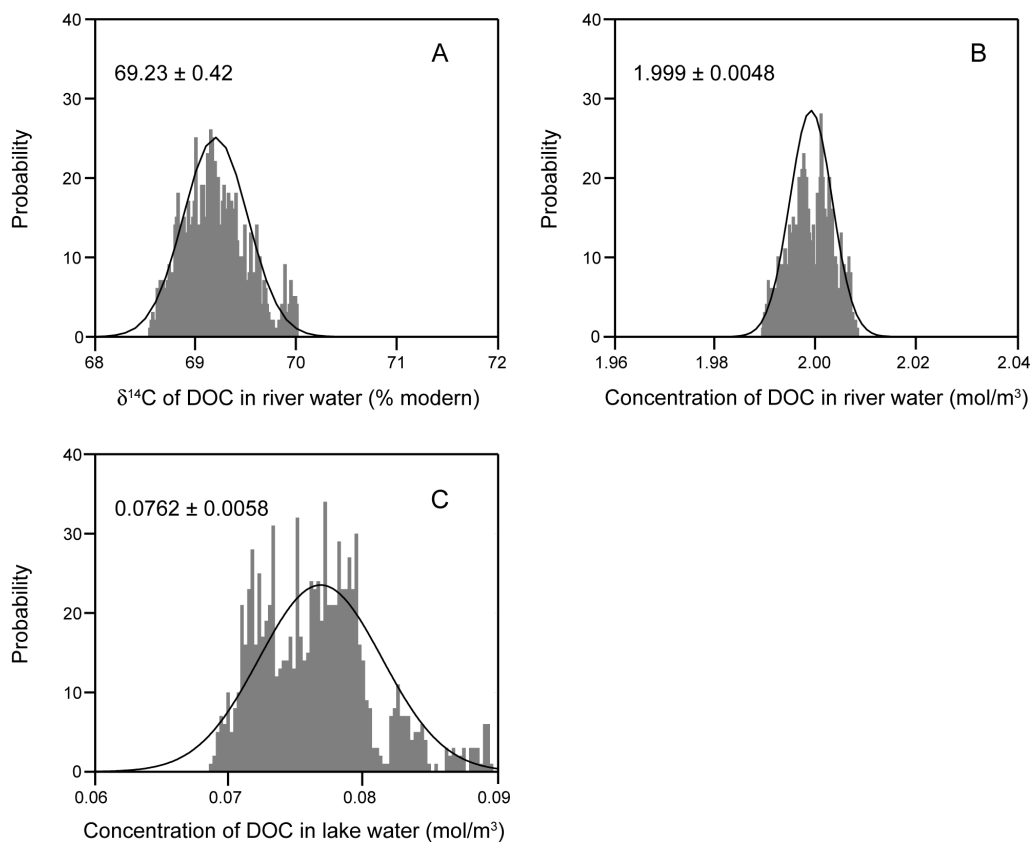 A
69.23 ± 0.42
Probability
40
30
20
10
0
68
69
70
71
72
δ¹⁴C of DOC in river water (% modern)
B
1.999 ± 0.0048
Probability
40
30
20
10
0
1.96
1.98
2.00
2.02
2.04
Concentration of DOC in river water (mol/m³)
C
0.0762 ± 0.0058
Probability
40
30
20
10
0
0.06
0.07
0.08
0.09
Concentration of DOC in lake water (mol/m³)